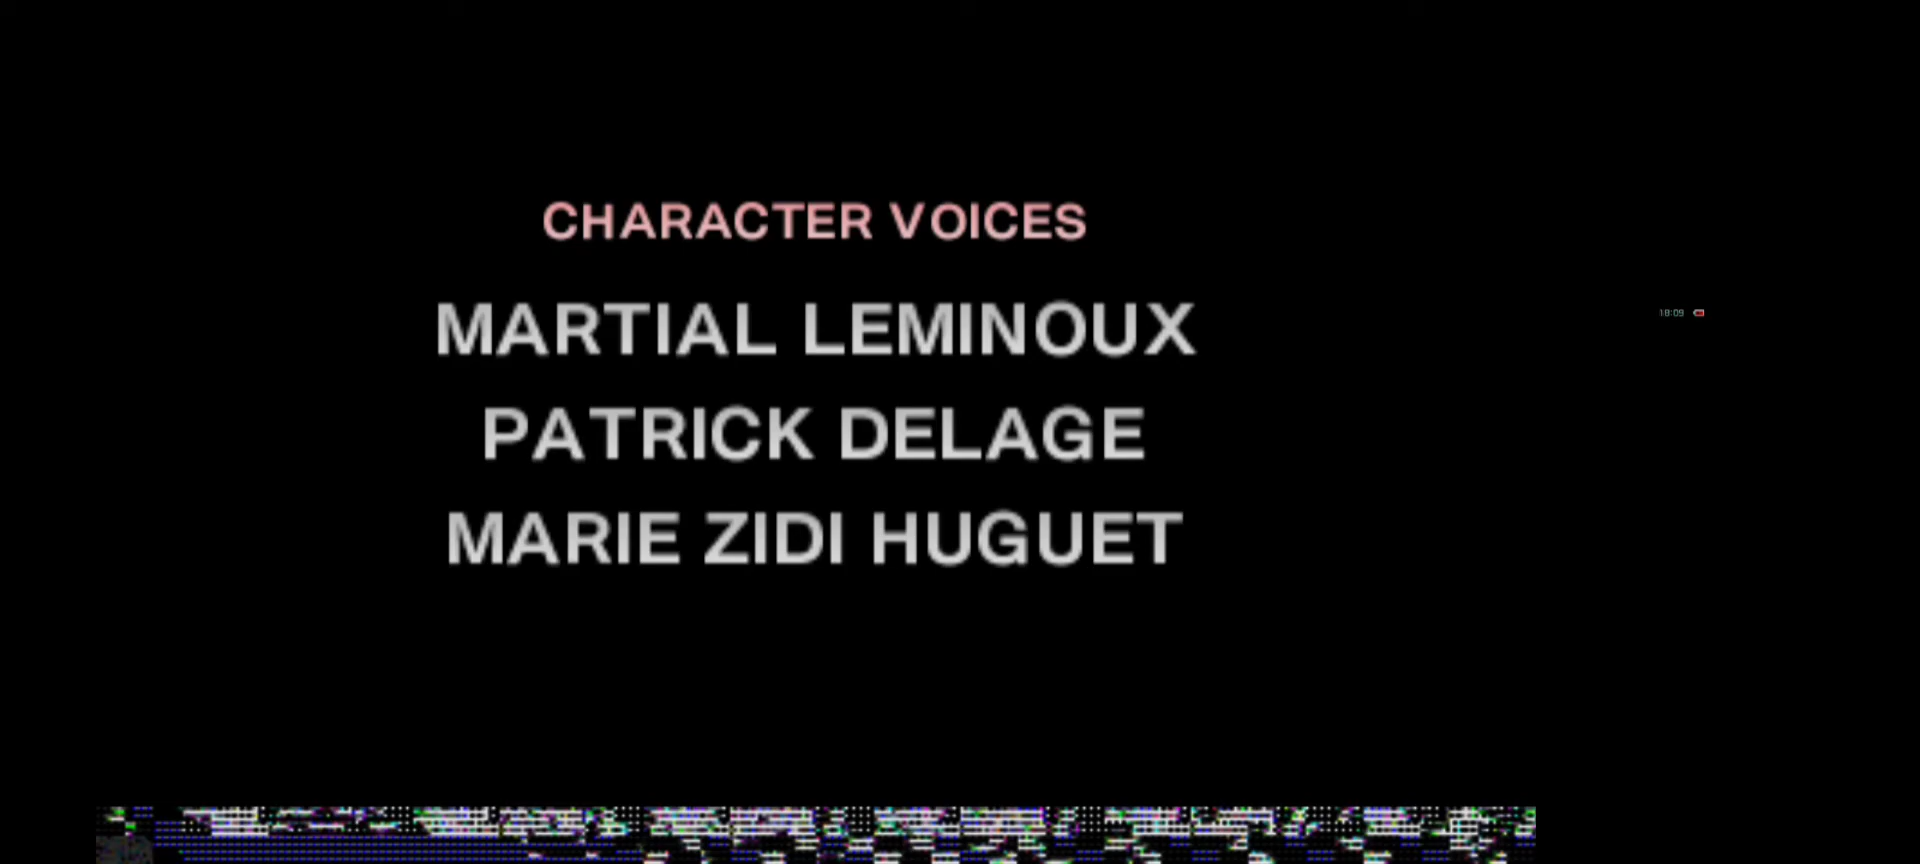 CHARACTER VOICES
MARTIAL LEMINOUX
18:09
PATRICK DELAGE
MARIE ZIDI HUGUET